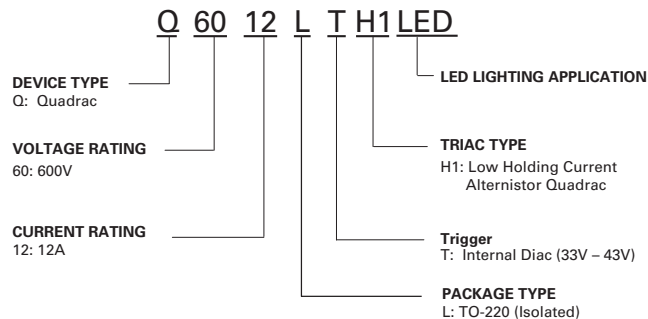 Q 60 12 L T H1 LED
DEVICE TYPE
Q: Quadrac
VOLTAGE RATING
60: 600V
CURRENT RATING
12: 12A
LED LIGHTING APPLICATION
TRIAC TYPE
H1: Low Holding Current
Alternistor Quadrac
Trigger
T: Internal Diac (33V – 43V)
PACKAGE TYPE
L: TO-220 (Isolated)